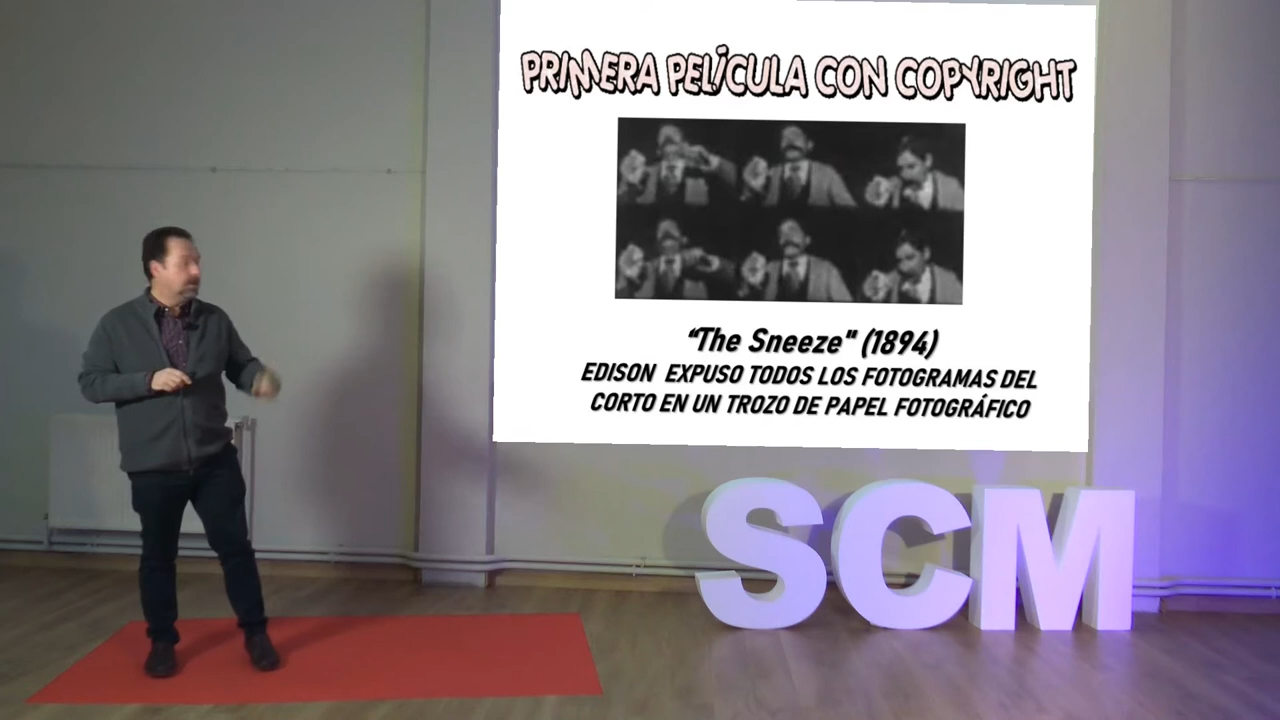 PRIMERA PELÍCULA CON COPYRIGHT
“The Sneeze" (1894)
EDISON EXPUSO TODOS LOS FOTOGRAMAS DEL
CORTO EN UN TROZO DE PAPEL FOTOGRÁFICO
SCM